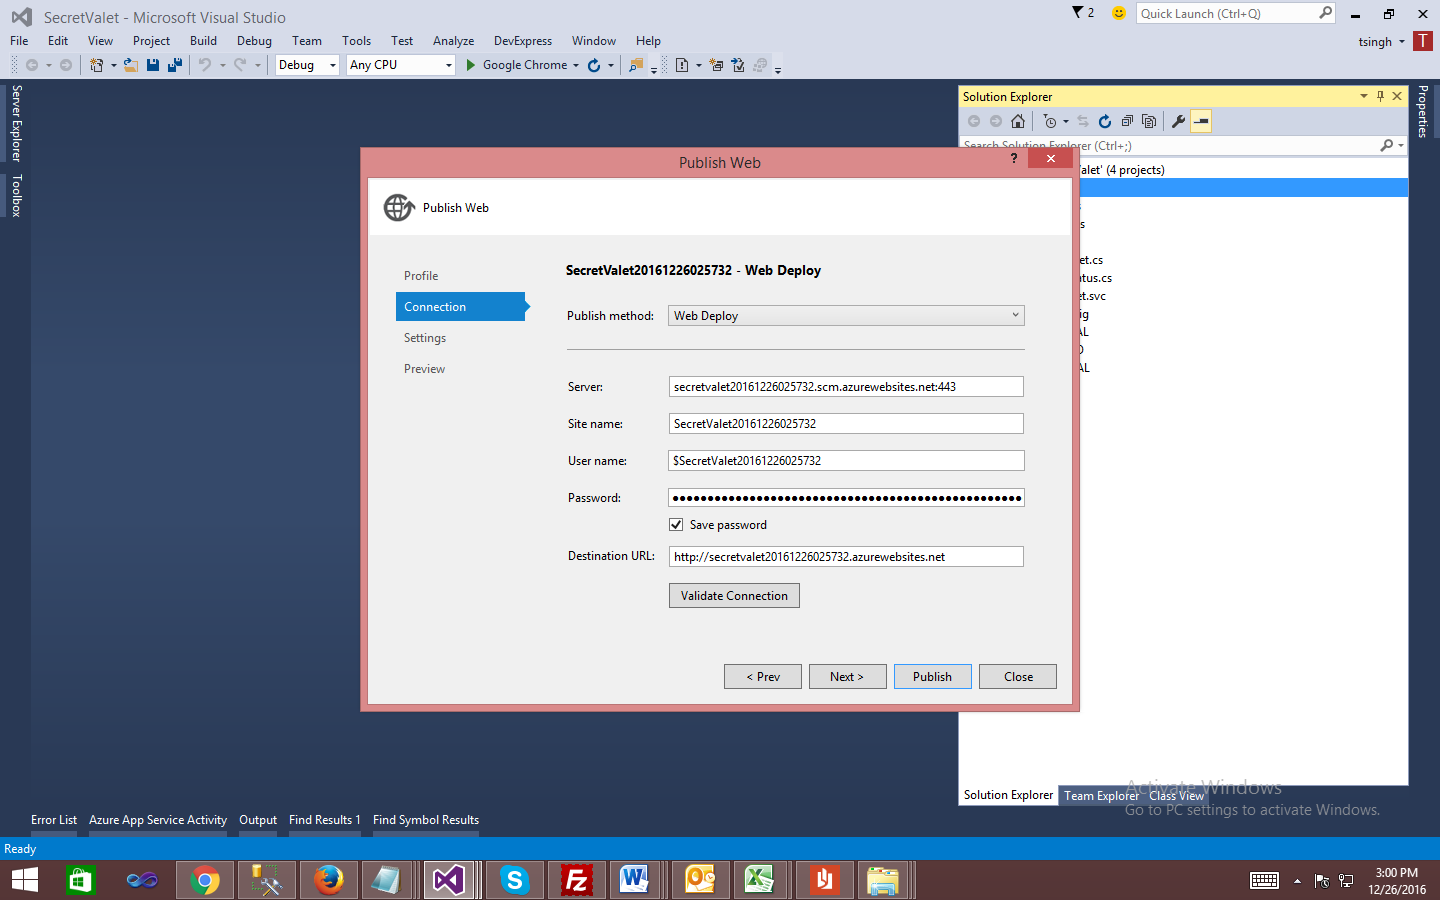 SecretValet - Microsoft Visual Studio
2
Quick Launch (Ctrl+Q)
File Edit View Project Build Debug Team Tools Test Analyze DevExpress Window Help
tsingh
T
Debug Any CPU Google Chrome
Server Explorer
Toolbox
Solution Explorer
Properties
Search Solution Explorer (Ctrl+;)
alet' (4 projects)
s
et.cs
atus.cs
et.svc
ig
AL
AL
Publish Web
?
Publish Web
Profile
Connection
Settings
Preview
SecretValet20161226025732 - Web Deploy
Publish method: Web Deploy
Server: secretvalet20161226025732.scm.azurewebsites.net:443
Site name: SecretValet20161226025732
User name: $SecretValet20161226025732
Password:
Save password
Destination URL: http://secretvalet20161226025732.azurewebsites.net
Validate Connection
< Prev Next > Publish Close
Activate Windows
Go to PC settings to activate Windows.
Solution Explorer Team Explorer Class View
Error List Azure App Service Activity Output Find Results 1 Find Symbol Results
Ready
3:00 PM
12/26/2016